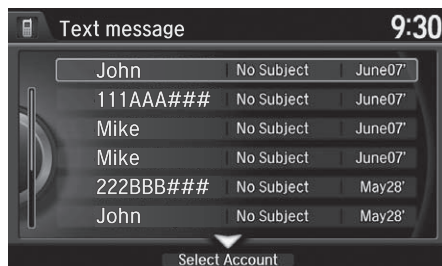 Text message 9:30
John No Subject June07'
111AAA### No Subject June07'
Mike No Subject June07'
Mike No Subject June07'
222BBB### No Subject May28'
John No Subject May28'
Select Account